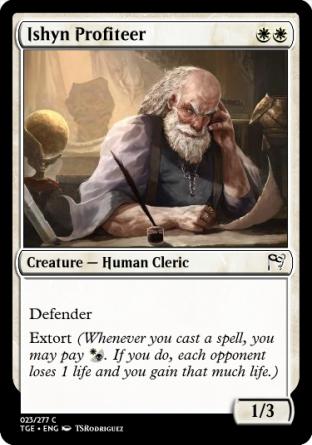 Ishyn Profiteer
Creature — Human Cleric
Defender
Extort (Whenever you cast a spell, you
may pay . If you do, each opponent
loses 1 life and you gain that much life.)
1/3
023/277 C
TGE • ENG TSRodriguez